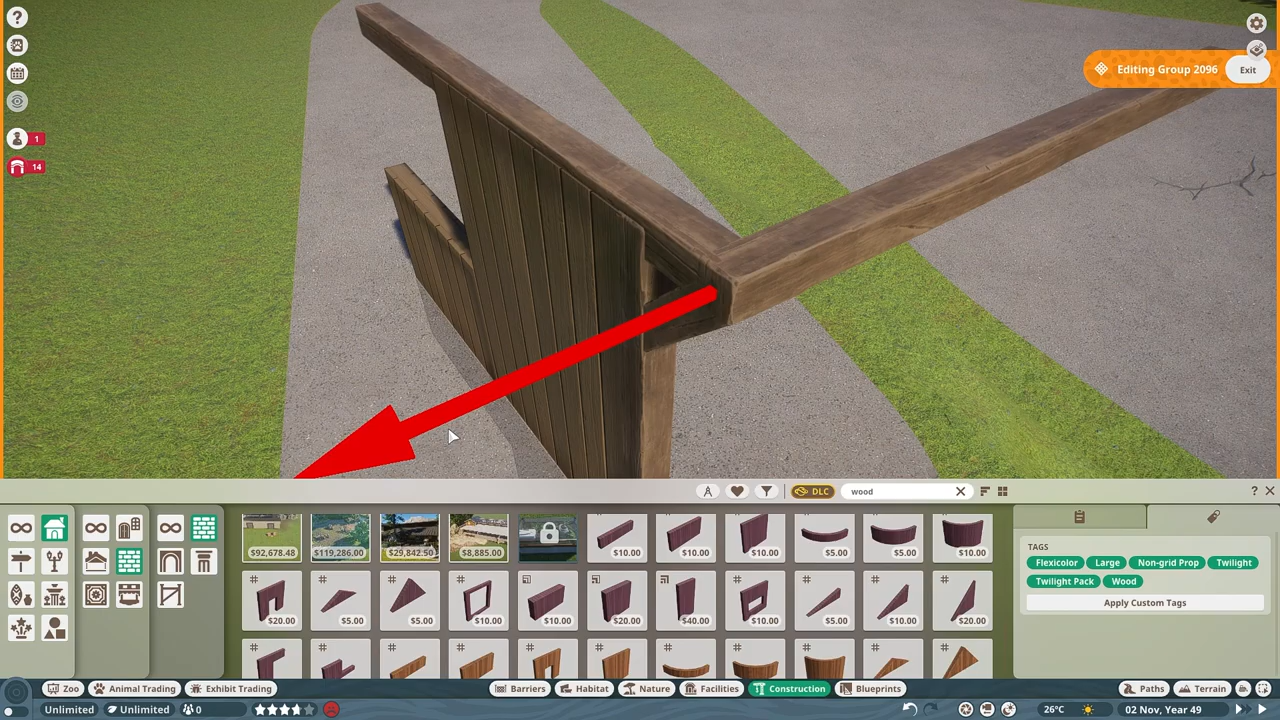 ?
Editing Group 2096 Exit
1
14
DLC wood ?
$92,678.48 $119,286.00 $29,842.50 $8,885.00 $10.00 $10.00 $10.00 $5.00 $5.00 $10.00
$20.00 $5.00 $5.00 $10.00 $10.00 $20.00 $40.00 $10.00 $5.00 $10.00 $10.00
TAGS
Flexicolor Large Non-grid Prop Twilight
Twilight Pack Wood
Apply Custom Tags
Zoo Animal Trading Exhibit Trading Barriers Habitat Nature Facilities Construction Blueprints Paths Terrain
Unlimited Unlimited 0 26°C 02 Nov, Year 49